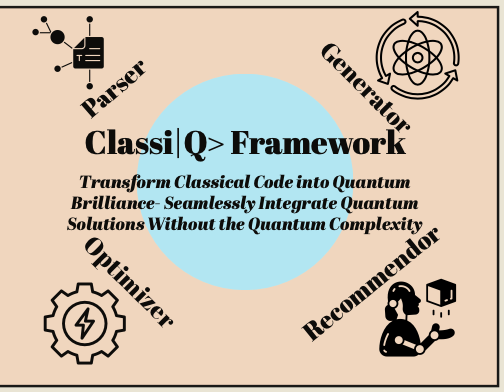 Parser
Generator
Classi|Q> Framework
Transform Classical Code into Quantum
Brilliance- Seamlessly Integrate Quantum
Solutions Without the Quantum Complexity
Optimizer
Recommendor
T